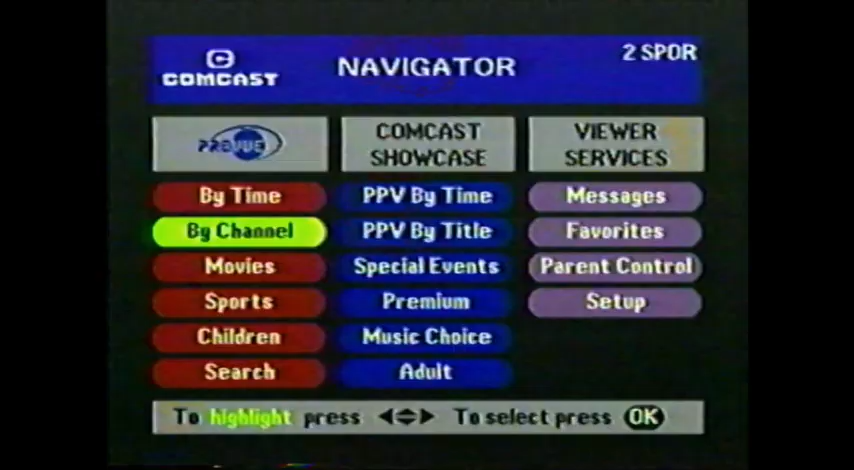 C
COMCAST
NAVIGATOR
2 SPOR
PREVUE
COMCAST
SHOWCASE
VIEWER
SERVICES
By Time
By Channel
Movies
Sports
Children
Search
PPV By Time
PPV By Title
Special Events
Premium
Music Choice
Adult
Messages
Favorites
Parent Control
Setup
To highlight press To select press OK